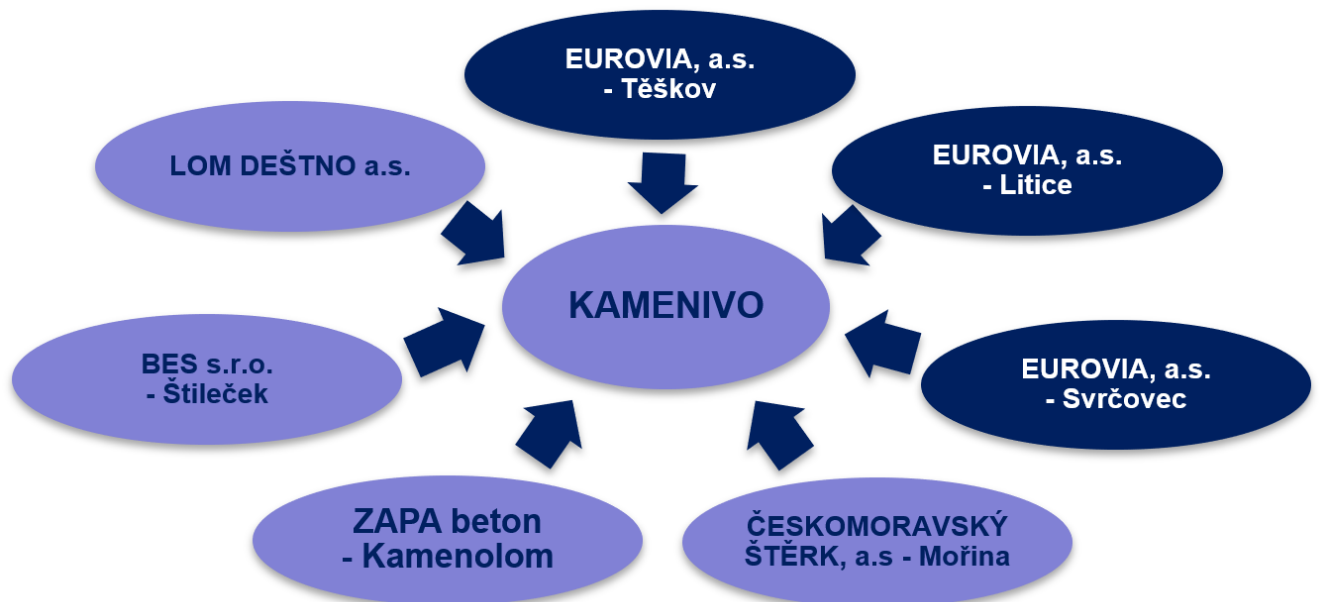 EUROVIA, a.s.
- Těškov
LOM DEŠTNO a.s.
EUROVIA, a.s.
- Litice
KAMENIVO
BES s.r.o.
- Štileček
EUROVIA, a.s.
- Svrčovec
ZAPA beton
- Kamenolom
ČESKOMORAVSKÝ
ŠTĚRK, a.s - Mořina